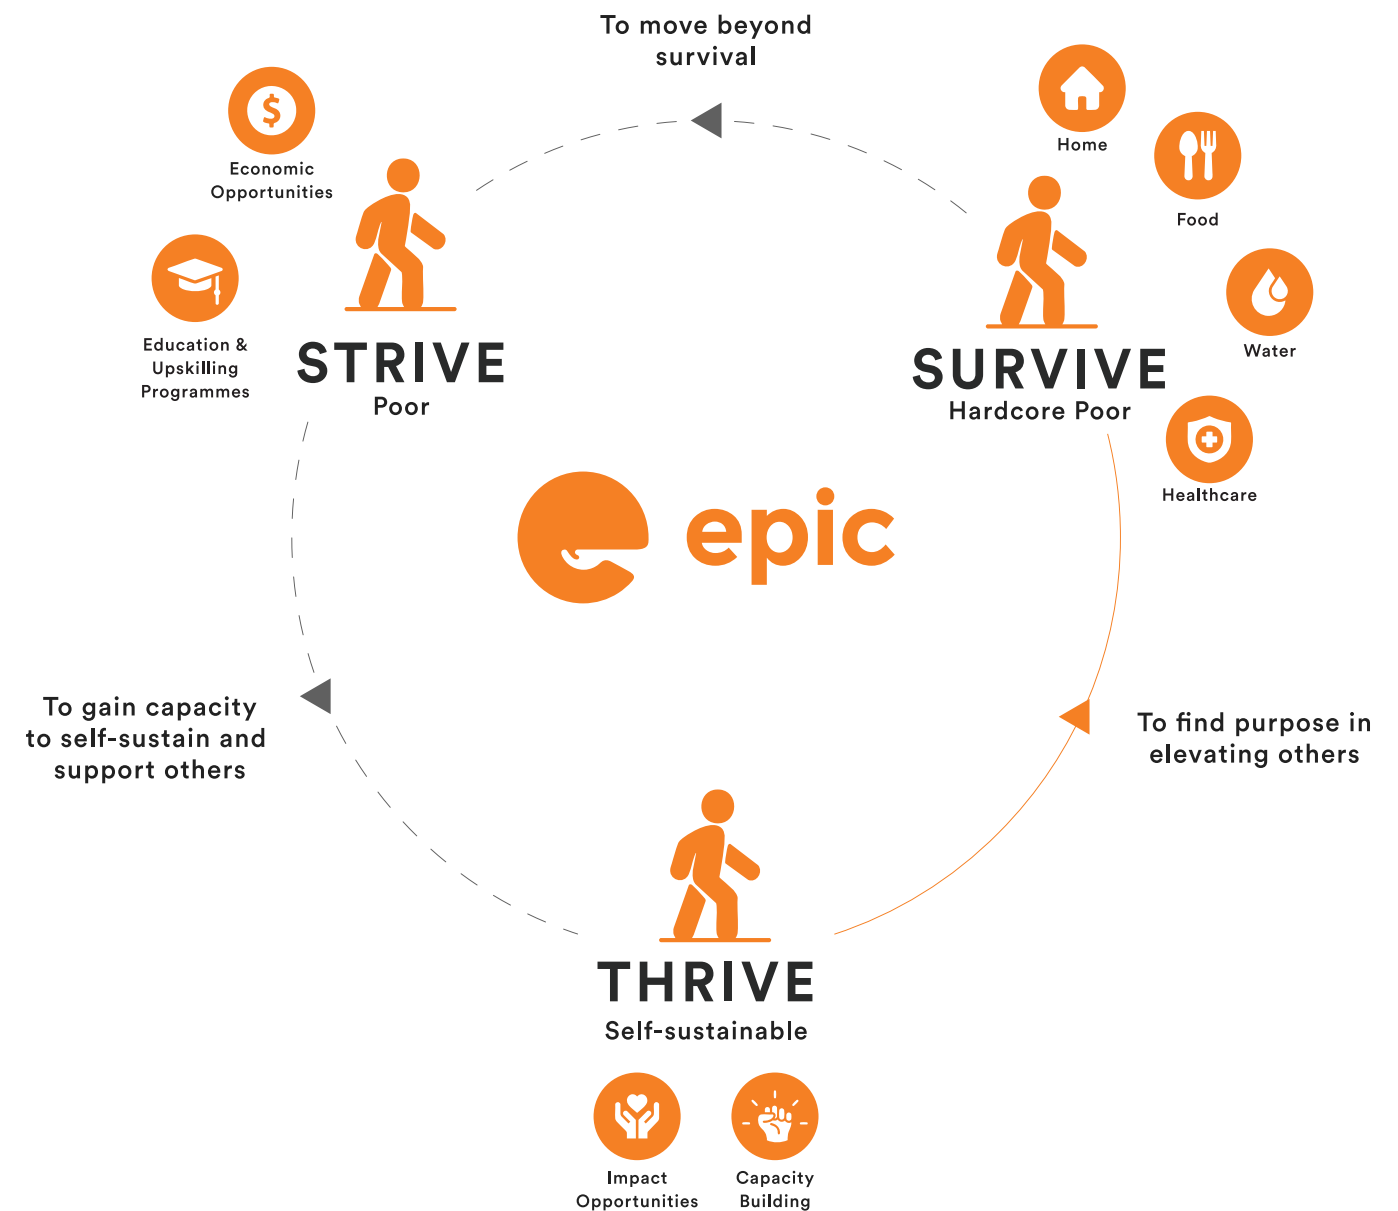 To move beyond
survival
Economic
Opportunities
Education &
Upskilling
Programmes
STRIVE
Poor
Home
Food
Water
SURVIVE
Hardcore Poor
Healthcare
epic
To gain capacity
to self-sustain and
support others
To find purpose in
elevating others
THRIVE
Self-sustainable
Impact
Opportunities
Capacity
Building